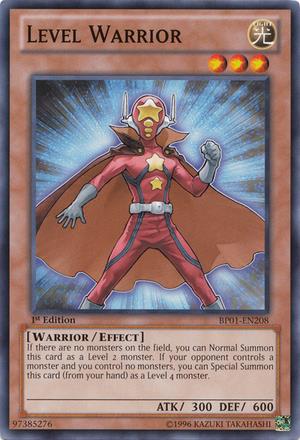 LEVEL WARRIOR
LIGHT
光
1st Edition
BP01-EN208
[WARRIOR / EFFECT]
If there are no monsters on the field, you can Normal Summon
this card as a Level 2 monster. If your opponent controls a
monster and you control no monsters, you can Special Summon
this card (from your hand) as a Level 4 monster.
ATK/ 300 DEF/ 600
97385276
©1996 KAZUKI TAKAHASHI